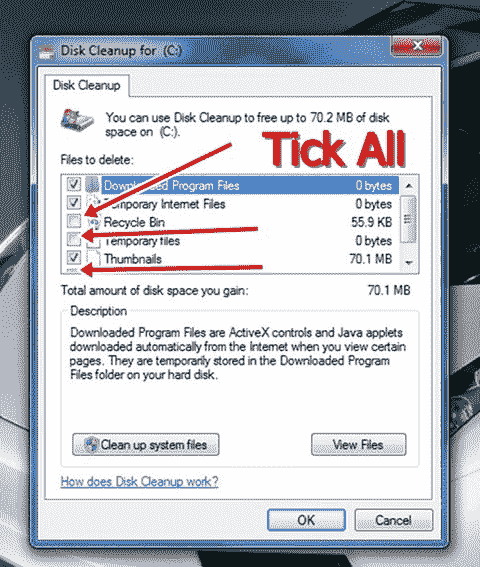 Disk Cleanup for (C:)
Disk Cleanup
You can use Disk Cleanup to free up to 70.2 MB of disk
space on (C:).
Tick All
Files to delete:
Downloaded Program Files 0 bytes
Temporary Internet Files 0 bytes
Recycle Bin 55.9 KB
Temporary files 0 bytes
Thumbnails 70.1 MB
Total amount of disk space you gain: 70.1 MB
Description
Downloaded Program Files are ActiveX controls and Java applets
downloaded automatically from the Internet when you view certain
pages. They are temporarily stored in the Downloaded Program
Files folder on your hard disk.
Clean up system files View Files
How does Disk Cleanup work?
OK Cancel